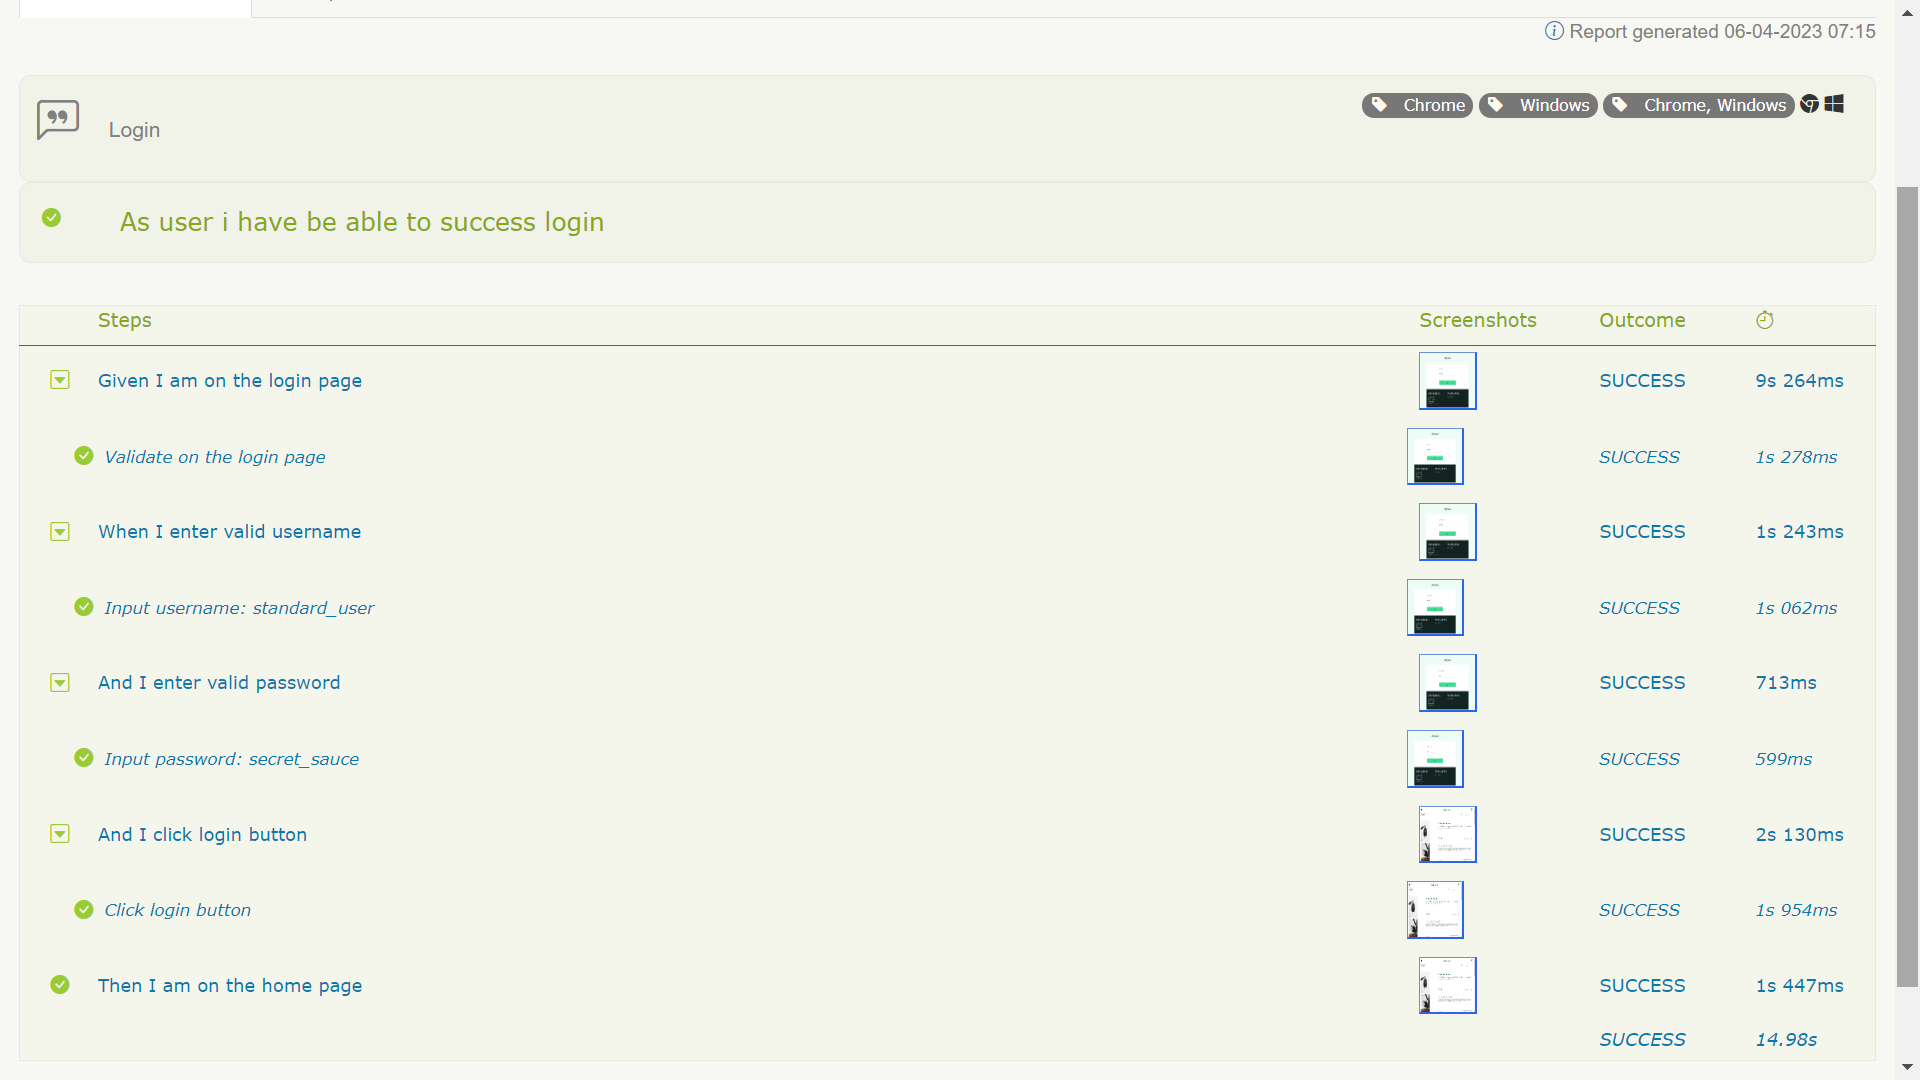 Report generated 06-04-2023 07:15
Login
Chrome Windows Chrome, Windows
As user i have be able to success login
Steps Screenshots Outcome
Given I am on the login page SUCCESS 9s 264ms
Validate on the login page SUCCESS 1s 278ms
When I enter valid username SUCCESS 1s 243ms
Input username: standard_user SUCCESS 1s 062ms
And I enter valid password SUCCESS 713ms
Input password: secret_sauce SUCCESS 599ms
And I click login button SUCCESS 2s 130ms
Click login button SUCCESS 1s 954ms
Then I am on the home page SUCCESS 1s 447ms
SUCCESS 14.98s